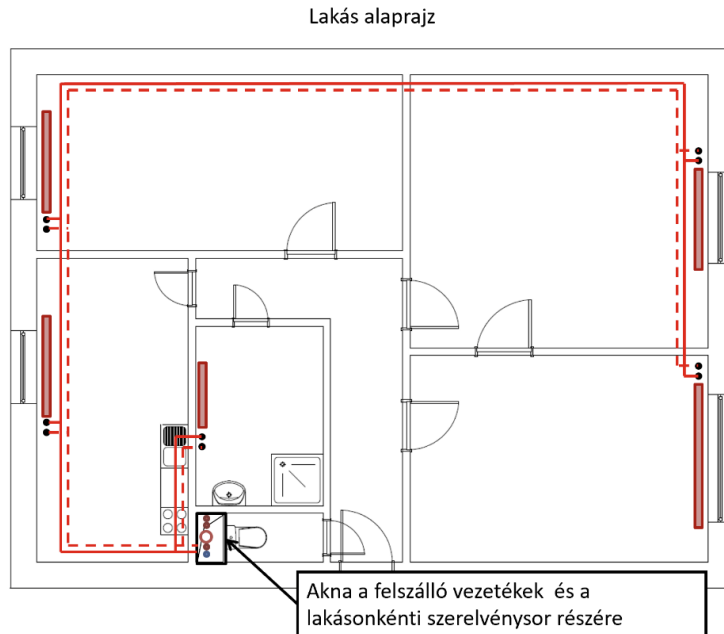 Lakás alaprajz
Akna a felszálló vezetékek és a
lakásonkénti szerelvénysor részére